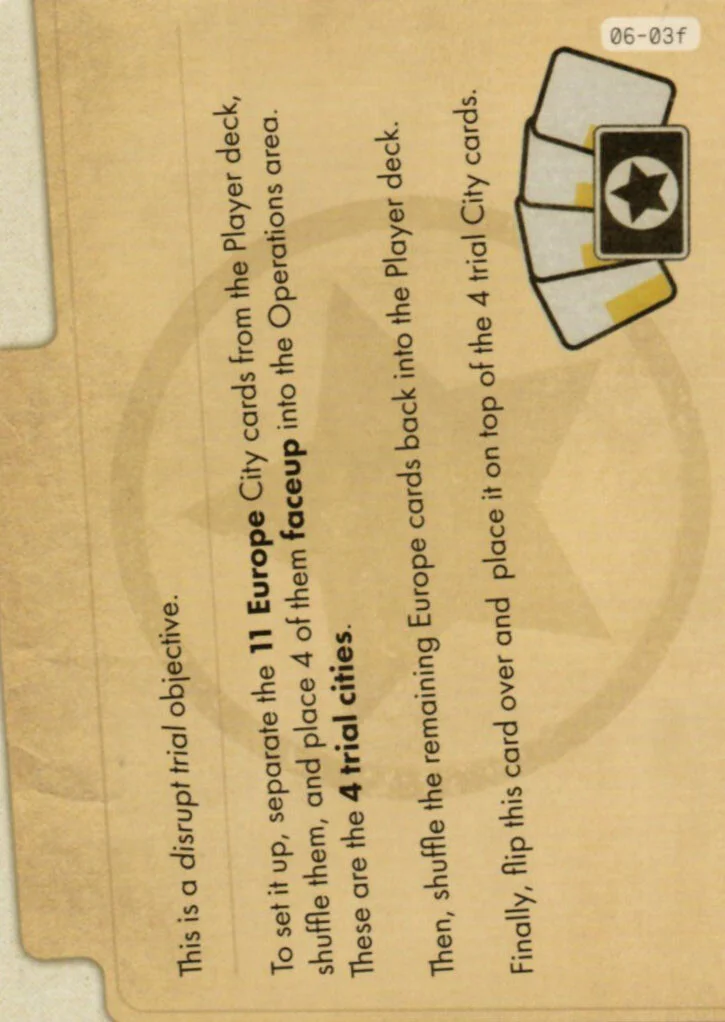 This is a disrupt trial objective.
To set it up, separate the 11 Europe City cards from the Player deck,
shuffle them, and place 4 of them faceup into the Operations area.
These are the 4 trial cities.
Then, shuffle the remaining Europe cards back into the Player deck.
Finally, flip this card over and place it on top of the 4 trial City cards.
06-03f